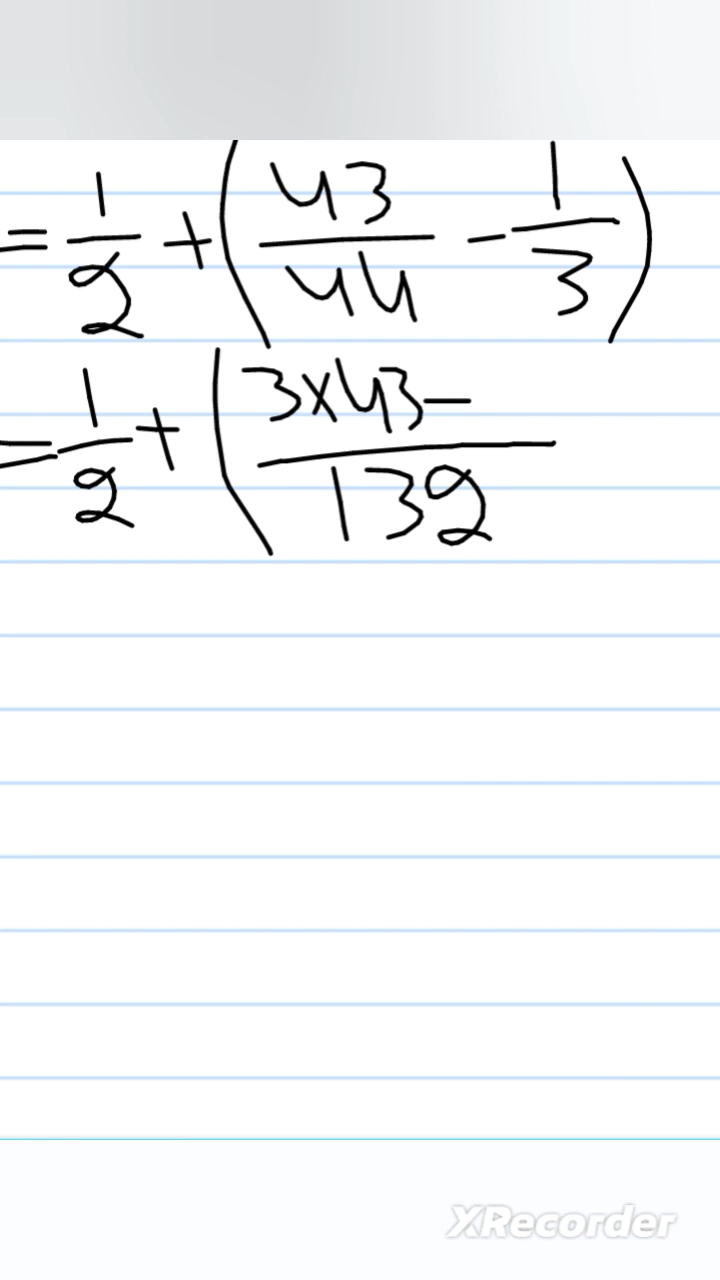 = 1/2 + (43/44 - 1/3)
= 1/2 + (3x43-/132
XRecorder